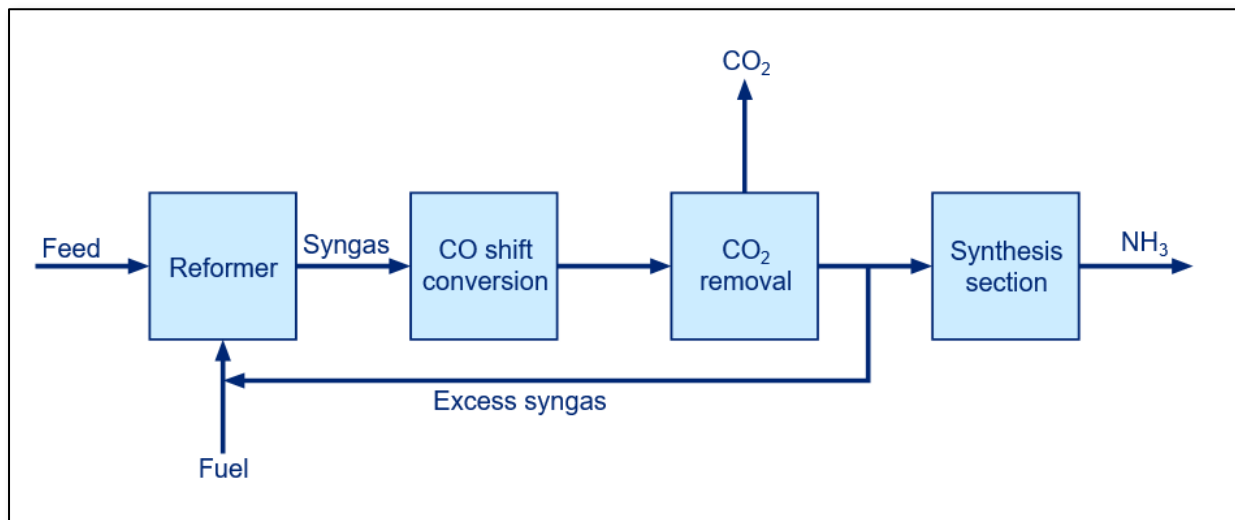 CO₂
Feed
Reformer
Syngas
CO shift
conversion
CO₂
removal
Synthesis
section
NH₃
Excess syngas
Fuel